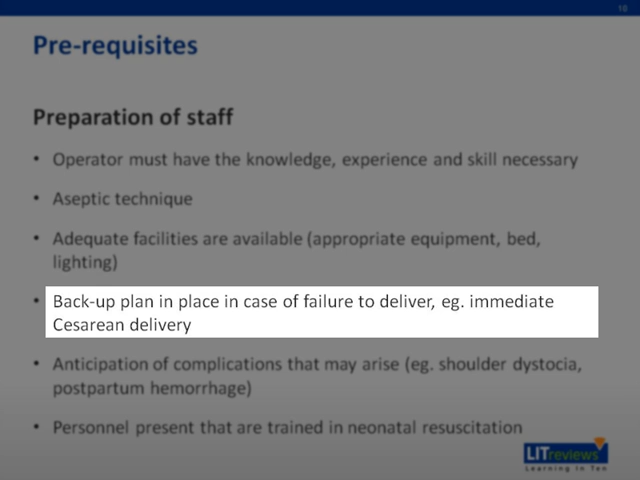 10
Pre-requisites
Preparation of staff
• Operator must have the knowledge, experience and skill necessary
• Aseptic technique
• Adequate facilities are available (appropriate equipment, bed,
lighting)
• Back-up plan in place in case of failure to deliver, eg. immediate
Cesarean delivery
• Anticipation of complications that may arise (eg. shoulder dystocia,
postpartum hemorrhage)
• Personnel present that are trained in neonatal resuscitation
LITreviews
Learning In Ten